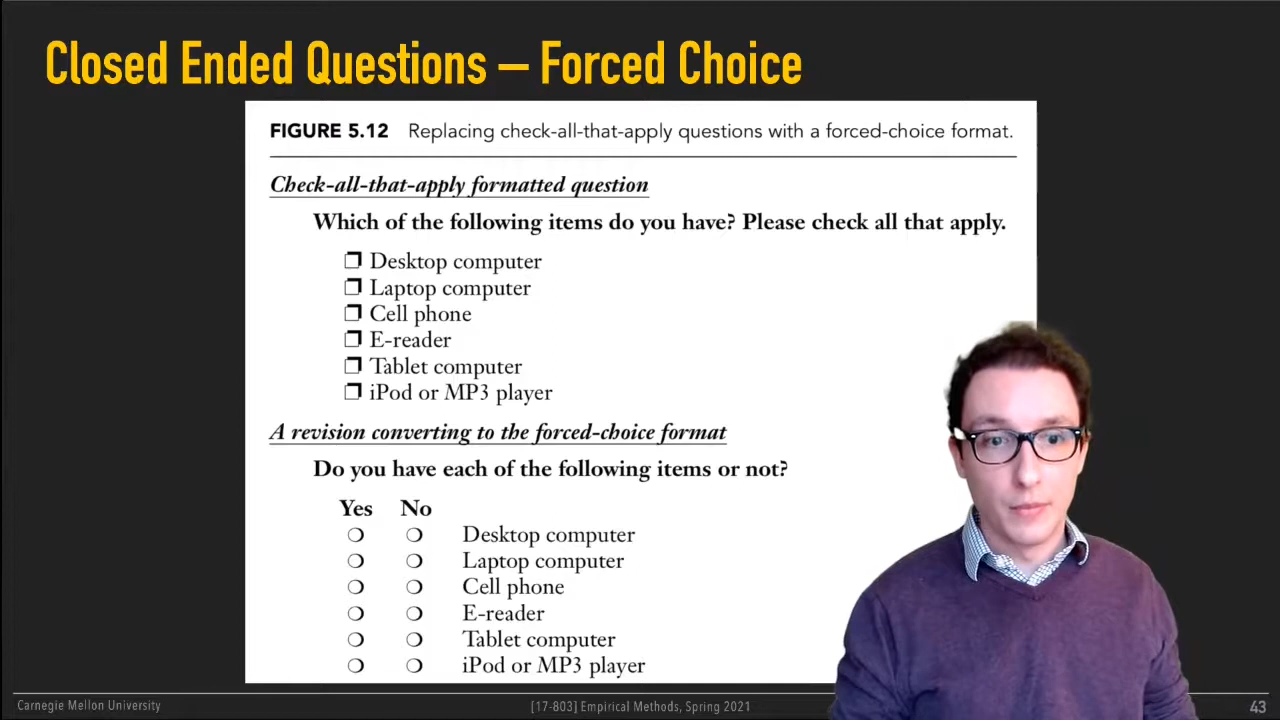 Closed Ended Questions – Forced Choice
FIGURE 5.12 Replacing check-all-that-apply questions with a forced-choice format.
Check-all-that-apply formatted question
Which of the following items do you have? Please check all that apply.
❒ Desktop computer
❒ Laptop computer
❒ Cell phone
❒ E-reader
❒ Tablet computer
❒ iPod or MP3 player
A revision converting to the forced-choice format
Do you have each of the following items or not?
Yes No
❍ ❍ Desktop computer
❍ ❍ Laptop computer
❍ ❍ Cell phone
❍ ❍ E-reader
❍ ❍ Tablet computer
❍ ❍ iPod or MP3 player
Carnegie Mellon University [17-803] Empirical Methods, Spring 2021 43